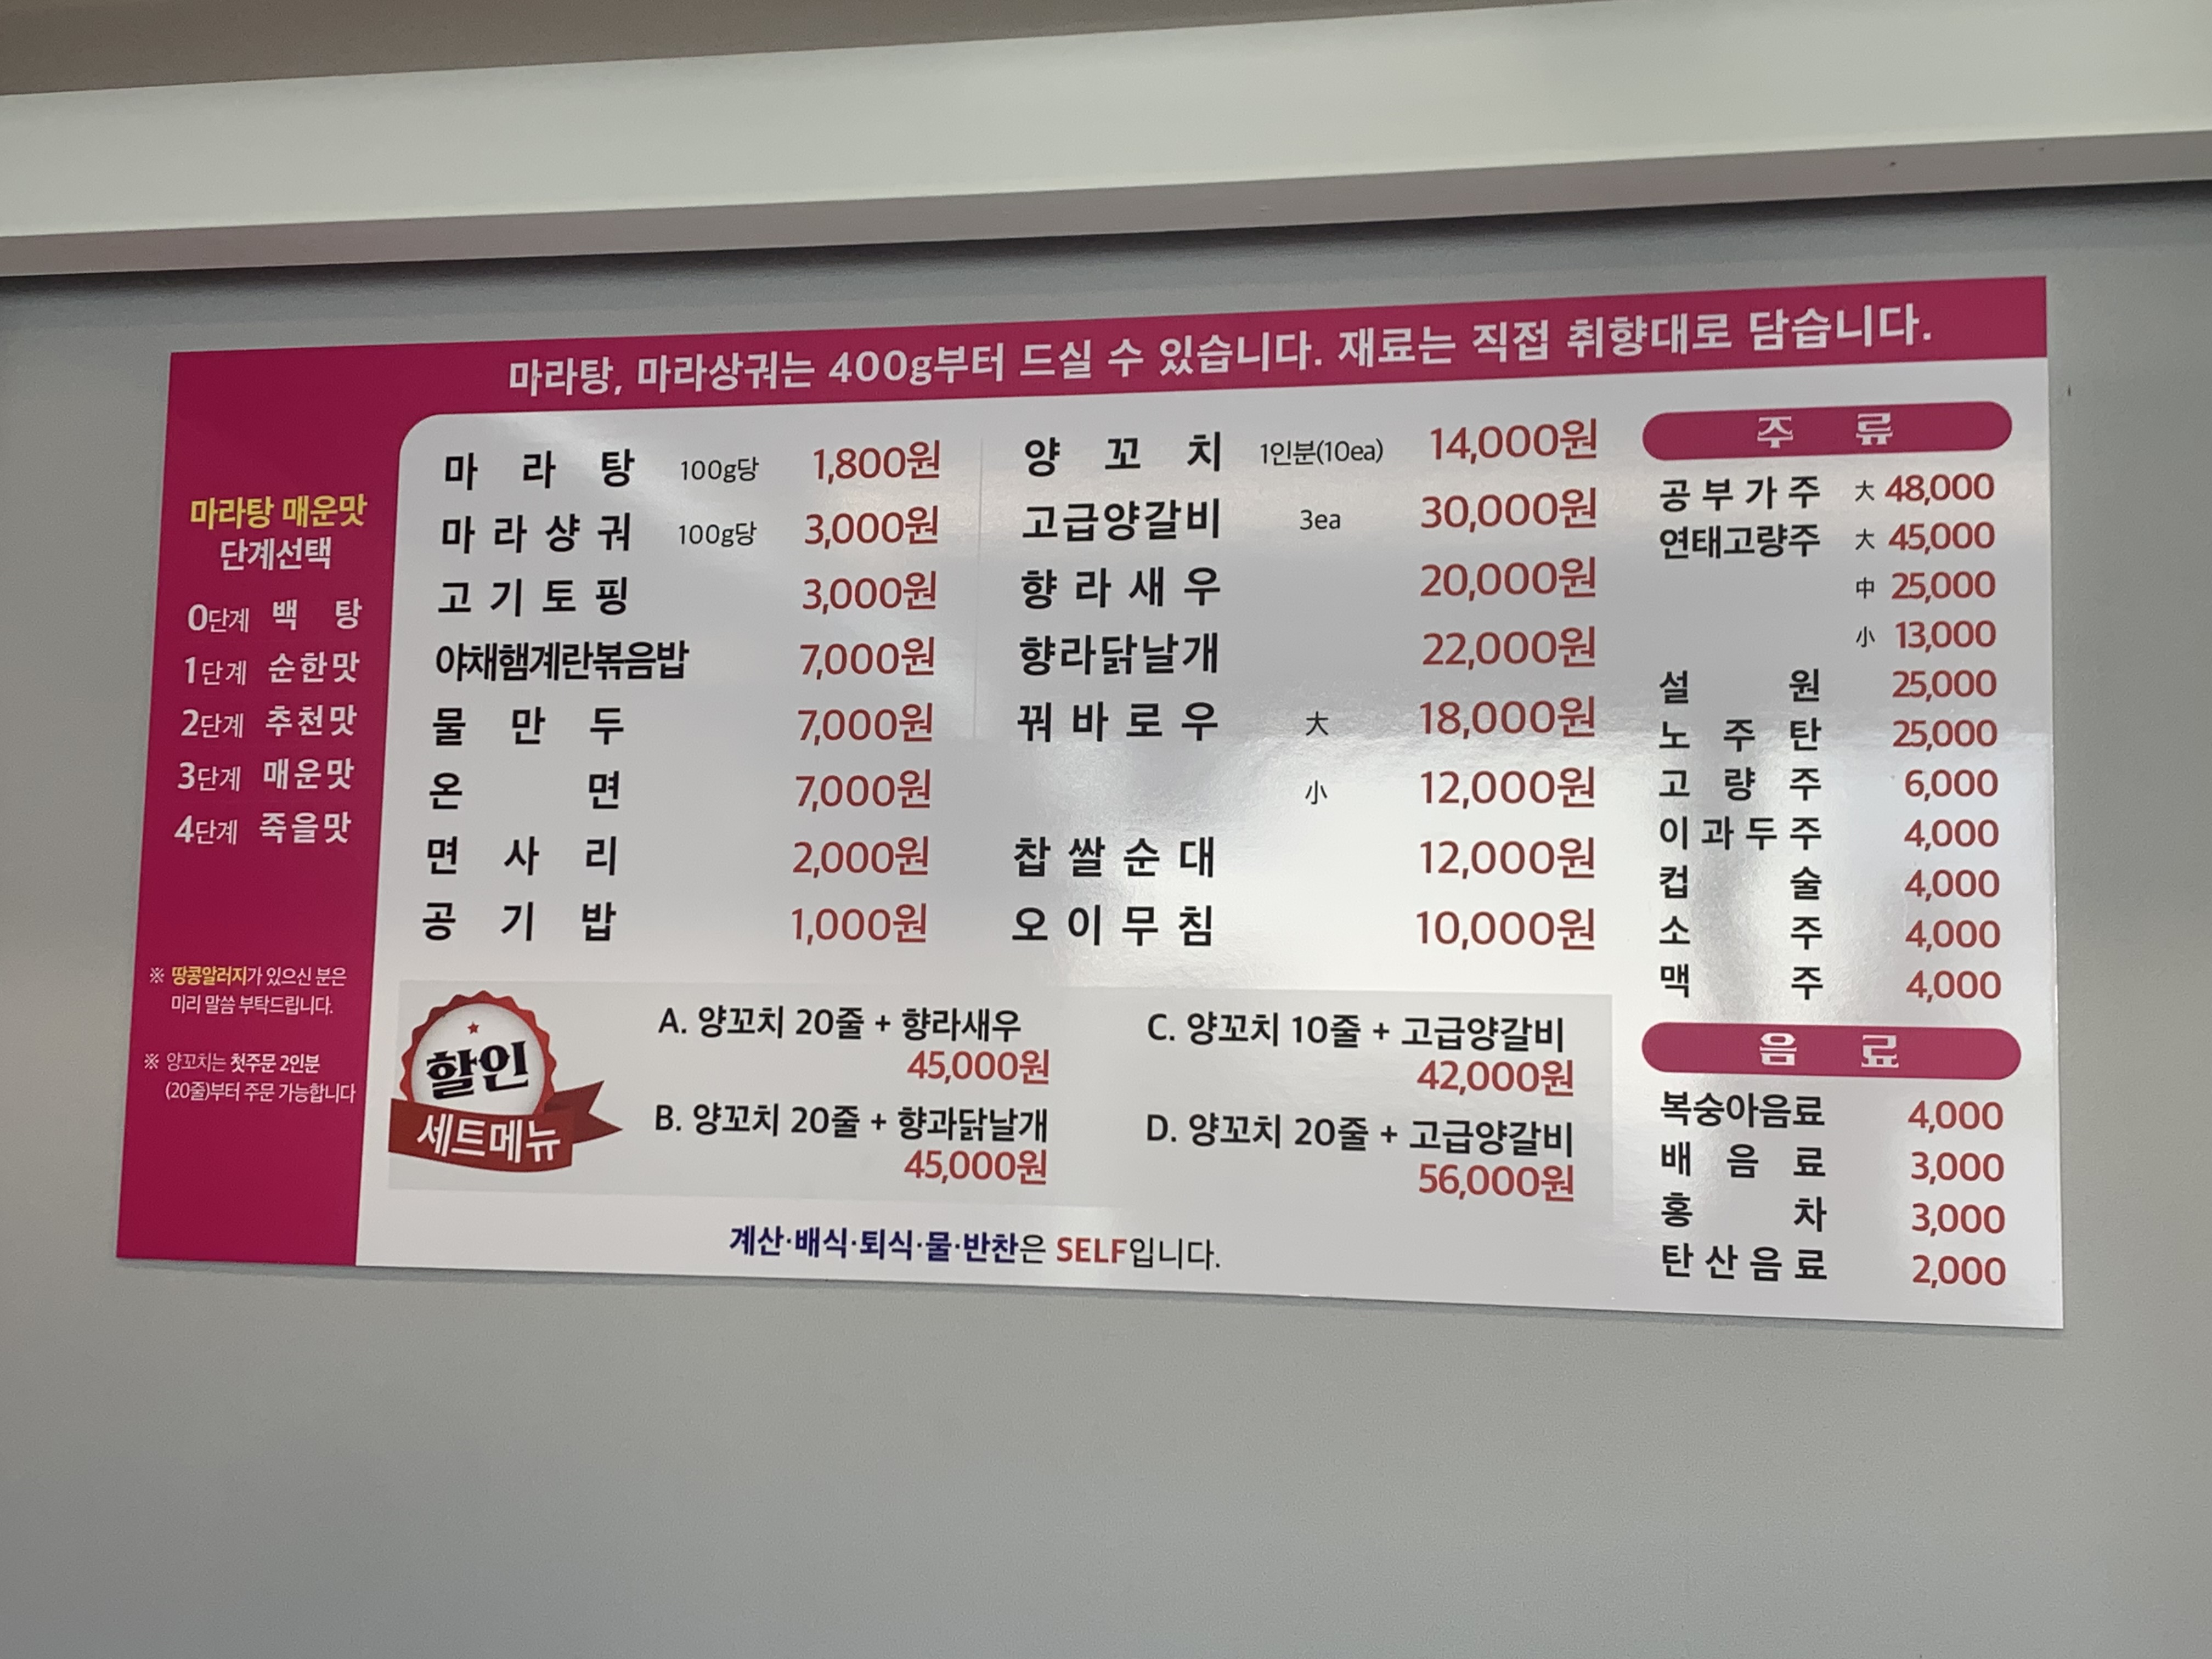 마라탕, 마라상궈는 400g부터 드실 수 있습니다. 재료는 직접 취향대로 담습니다.
마라탕 매운맛
단계선택
0단계 백 탕
1단계 순한맛
2단계 추천맛
3단계 매운맛
4단계 죽을맛
※ 땅콩알러지가 있으신 분은
미리 말씀 부탁드립니다.
※ 양꼬치는 첫주문 2인분
(20줄)부터 주문 가능합니다
마 라 탕 100g당 1,800원
마 라 샹 궈 100g당 3,000원
고 기 토 핑 3,000원
야채햄계란볶음밥 7,000원
물 만 두 7,000원
온 면 7,000원
면 사 리 2,000원
공 기 밥 1,000원
양 꼬 치 1인분(10ea) 14,000원
고급양갈비 3ea 30,000원
향 라 새 우 20,000원
향라닭날개 22,000원
꿔 바 로 우 大 18,000원
小 12,000원
찹 쌀 순 대 12,000원
오 이 무 침 10,000원
할인
세트메뉴
A. 양꼬치 20줄 + 향라새우
45,000원
B. 양꼬치 20줄 + 향과닭날개
45,000원
C. 양꼬치 10줄 + 고급양갈비
42,000원
D. 양꼬치 20줄 + 고급양갈비
56,000원
계산·배식·퇴식·물·반찬은 SELF입니다.
주 류
공 부 가 주 大 48,000
연태고량주 大 45,000
中 25,000
小 13,000
설 원 25,000
노 주 탄 25,000
고 량 주 6,000
이 과 두 주 4,000
컵 술 4,000
소 주 4,000
맥 주 4,000
음 료
복숭아음료 4,000
배 음 료 3,000
홍 차 3,000
탄 산 음 료 2,000